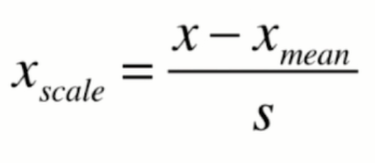 x_scale = (x − x_mean) / s